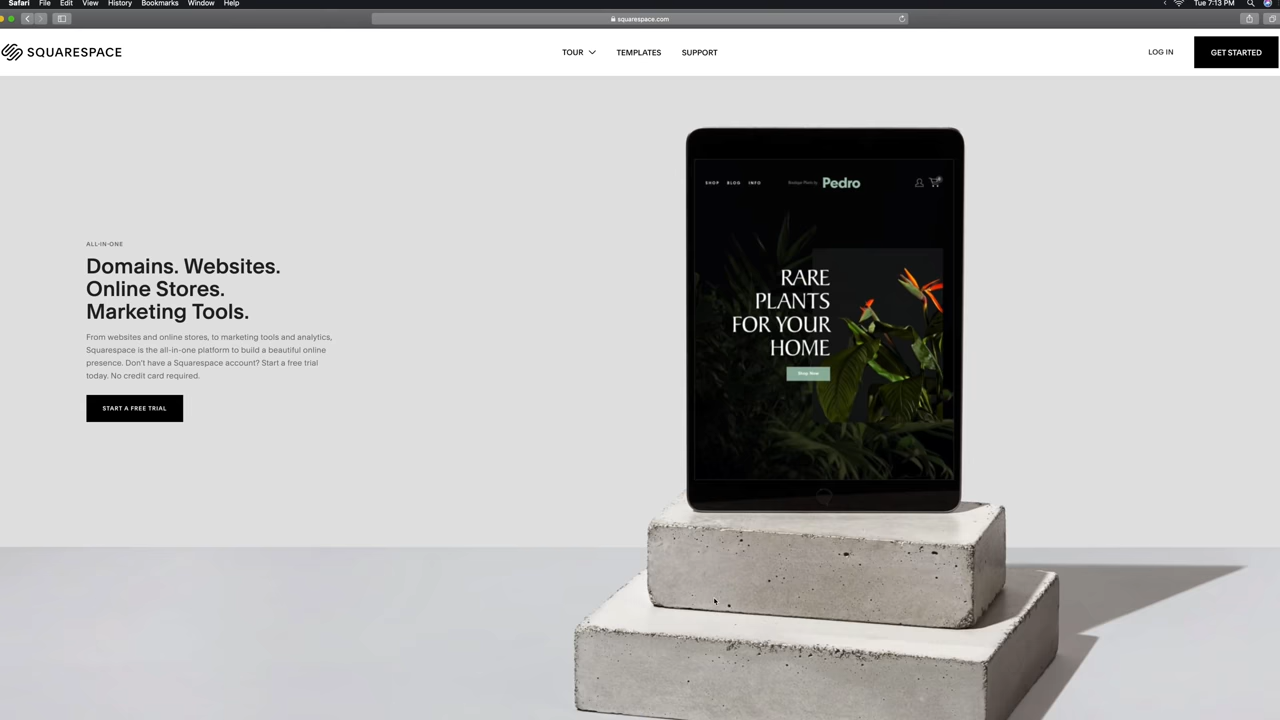 Safari File Edit View History Bookmarks Window Help
Tue 7:13 PM
squarespace.com
SQUARESPACE
TOUR
TEMPLATES
SUPPORT
LOG IN
GET STARTED
ALL-IN-ONE
Domains. Websites.
Online Stores.
Marketing Tools.
From websites and online stores, to marketing tools and analytics,
Squarespace is the all-in-one platform to build a beautiful online
presence. Don't have a Squarespace account? Start a free trial
today. No credit card required.
START A FREE TRIAL
SHOP BLOG INFO
Pedro
RARE
PLANTS
FOR YOUR
HOME
Shop Now